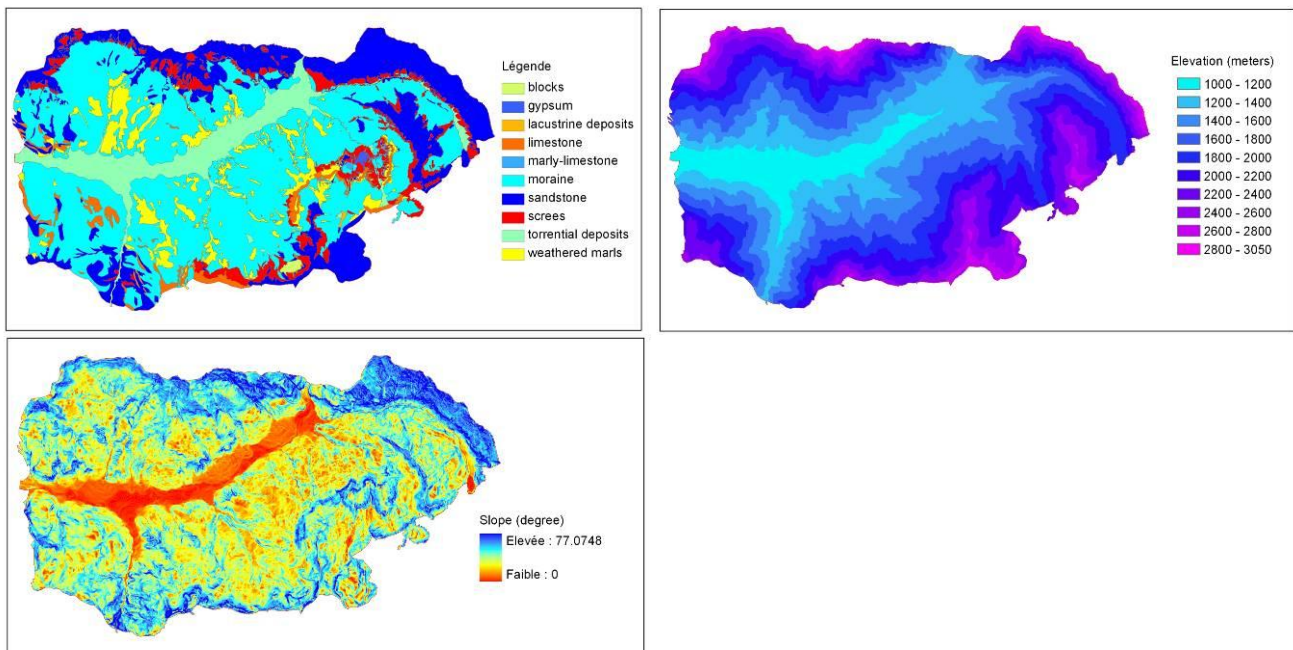 Légende
blocks
gypsum
lacustrine deposits
limestone
marly-limestone
moraine
sandstone
screes
torrential deposits
weathered marls
Elevation (meters)
1000 - 1200
1200 - 1400
1400 - 1600
1600 - 1800
1800 - 2000
2000 - 2200
2200 - 2400
2400 - 2600
2600 - 2800
2800 - 3050
Slope (degree)
Elevée : 77.0748
Faible : 0